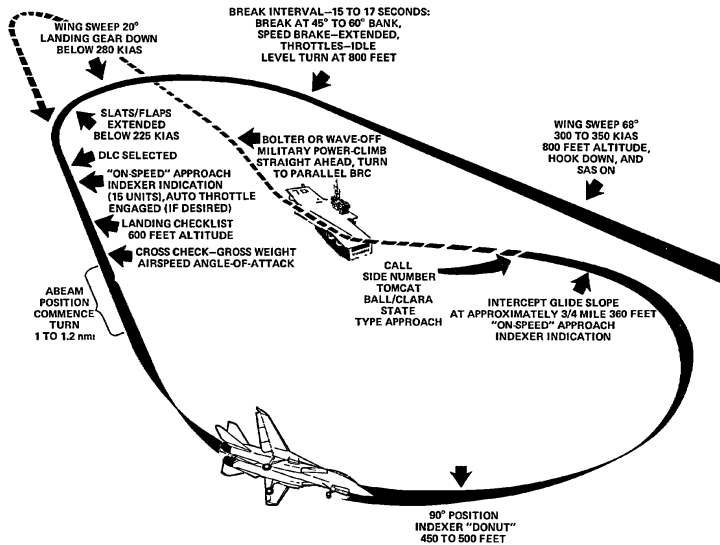 BREAK INTERVAL–15 TO 17 SECONDS:
BREAK AT 45° TO 60° BANK,
SPEED BRAKE–EXTENDED,
THROTTLES–IDLE
LEVEL TURN AT 800 FEET
WING SWEEP 20°
LANDING GEAR DOWN
BELOW 280 KIAS
SLATS/FLAPS
EXTENDED
BELOW 225 KIAS
WING SWEEP 68°
300 TO 350 KIAS
800 FEET ALTITUDE,
HOOK DOWN, AND
SAS ON
BOLTER OR WAVE-OFF
MILITARY POWER-CLIMB
STRAIGHT AHEAD, TURN
TO PARALLEL BRC
DLC SELECTED
"ON-SPEED" APPROACH
INDEXER INDICATION
(15 UNITS), AUTO THROTTLE
ENGAGED (IF DESIRED)
LANDING CHECKLIST
600 FEET ALTITUDE
CROSS CHECK–GROSS WEIGHT
AIRSPEED ANGLE-OF-ATTACK
ABEAM
POSITION
COMMENCE
TURN
1 TO 1.2 nmi
CALL
SIDE NUMBER
TOMCAT
BALL/CLARA
STATE
TYPE APPROACH
INTERCEPT GLIDE SLOPE
AT APPROXIMATELY 3/4 MILE 360 FEET
"ON-SPEED" APPROACH
INDEXER INDICATION
90° POSITION
INDEXER "DONUT"
450 TO 500 FEET